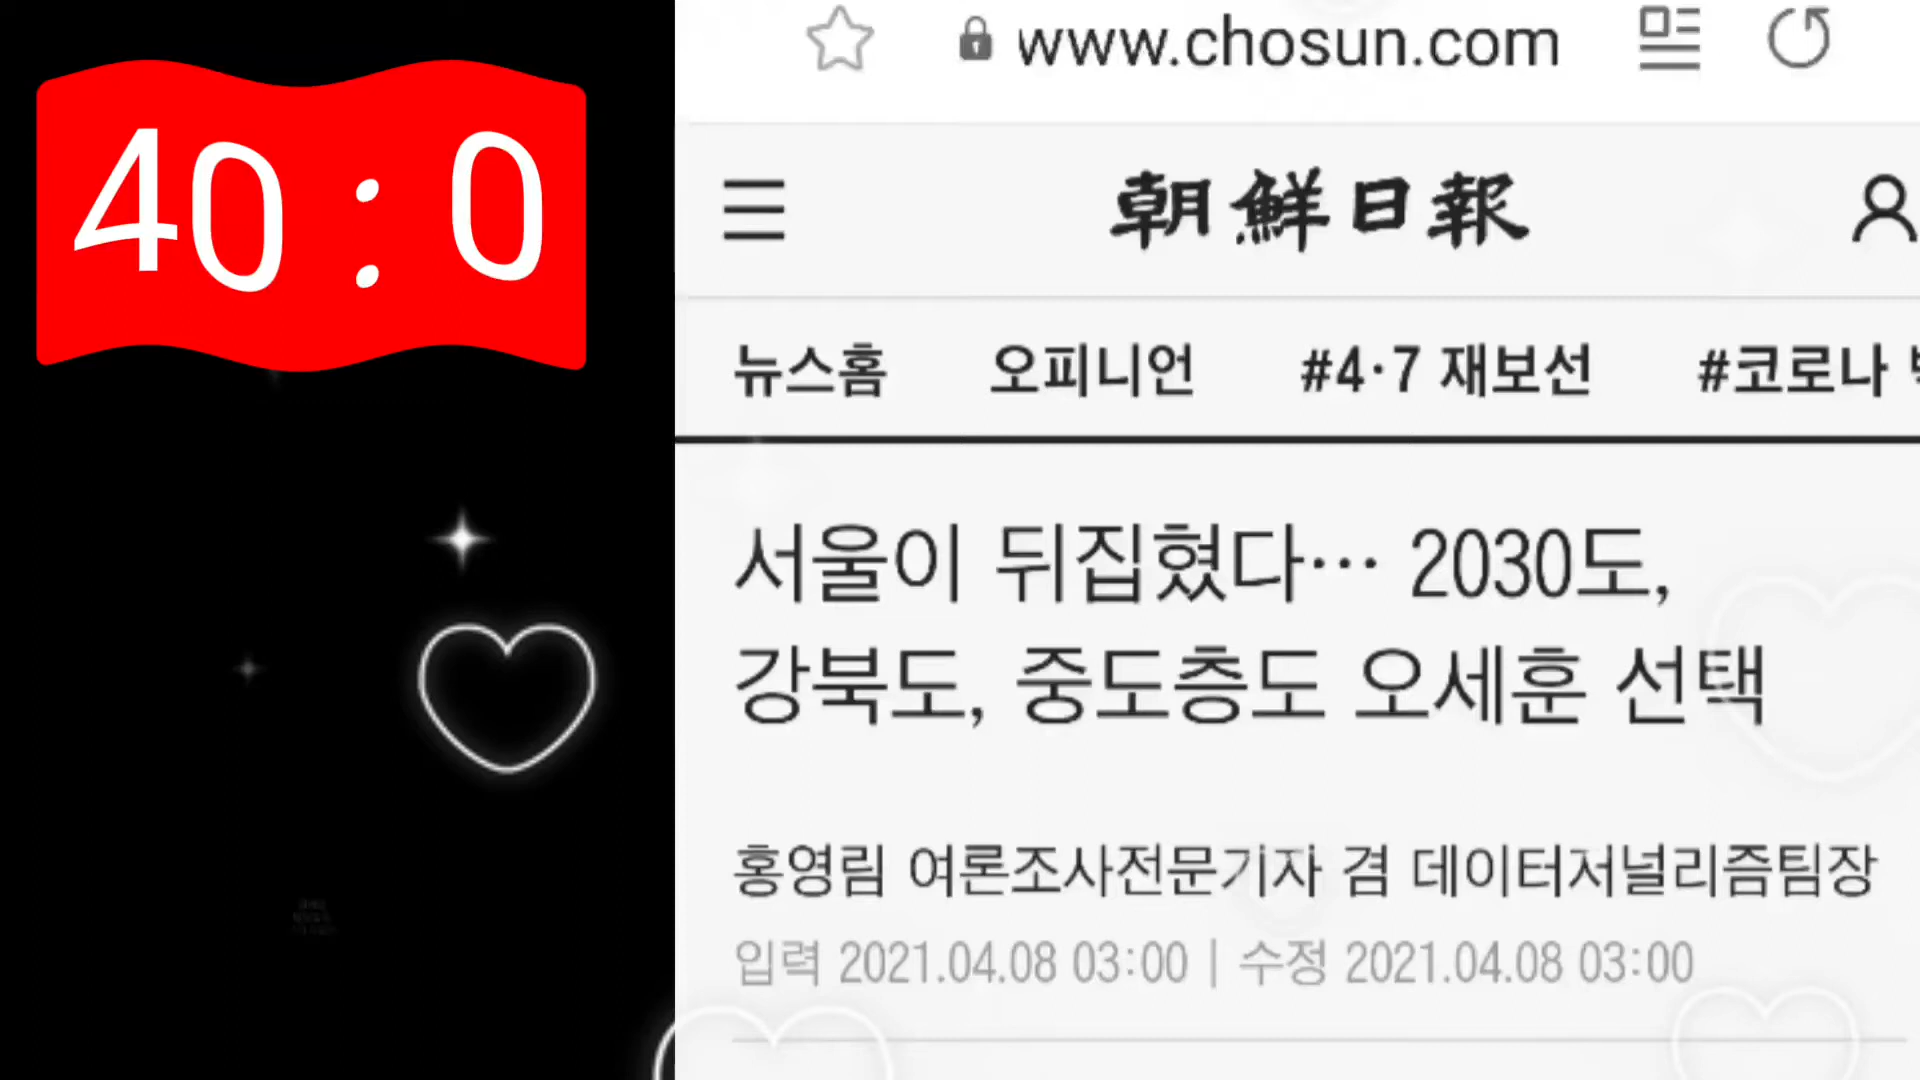 40 : 0
www.chosun.com
朝鮮日報
뉴스홈 오피니언 #4·7 재보선 #코로나
서울이 뒤집혔다… 2030도,
강북도, 중도층도 오세훈 선택
홍영림 여론조사전문기자 겸 데이터저널리즘팀장
입력 2021.04.08 03:00 | 수정 2021.04.08 03:00